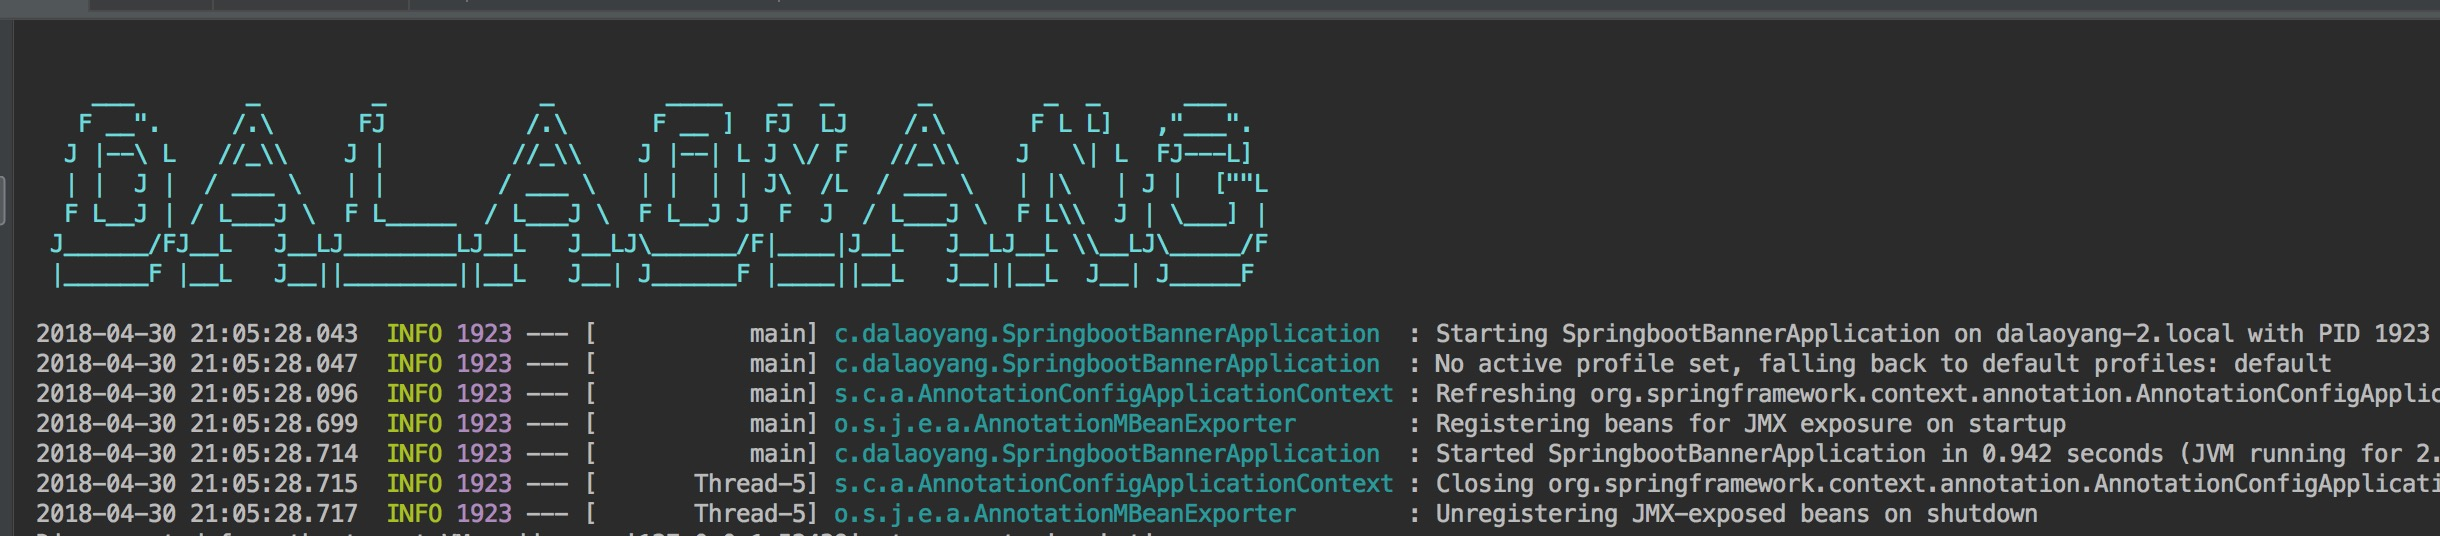 DALAOYANG
2018-04-30 21:05:28.043  INFO 1923 --- [           main] c.dalaoyang.SpringbootBannerApplication  : Starting SpringbootBannerApplication on dalaoyang-2.local with PID 1923
2018-04-30 21:05:28.047  INFO 1923 --- [           main] c.dalaoyang.SpringbootBannerApplication  : No active profile set, falling back to default profiles: default
2018-04-30 21:05:28.096  INFO 1923 --- [           main] s.c.a.AnnotationConfigApplicationContext : Refreshing org.springframework.context.annotation.AnnotationConfigApplic
2018-04-30 21:05:28.699  INFO 1923 --- [           main] o.s.j.e.a.AnnotationMBeanExporter        : Registering beans for JMX exposure on startup
2018-04-30 21:05:28.714  INFO 1923 --- [           main] c.dalaoyang.SpringbootBannerApplication  : Started SpringbootBannerApplication in 0.942 seconds (JVM running for 2.
2018-04-30 21:05:28.715  INFO 1923 --- [       Thread-5] s.c.a.AnnotationConfigApplicationContext : Closing org.springframework.context.annotation.AnnotationConfigApplicati
2018-04-30 21:05:28.717  INFO 1923 --- [       Thread-5] o.s.j.e.a.AnnotationMBeanExporter        : Unregistering JMX-exposed beans on shutdown